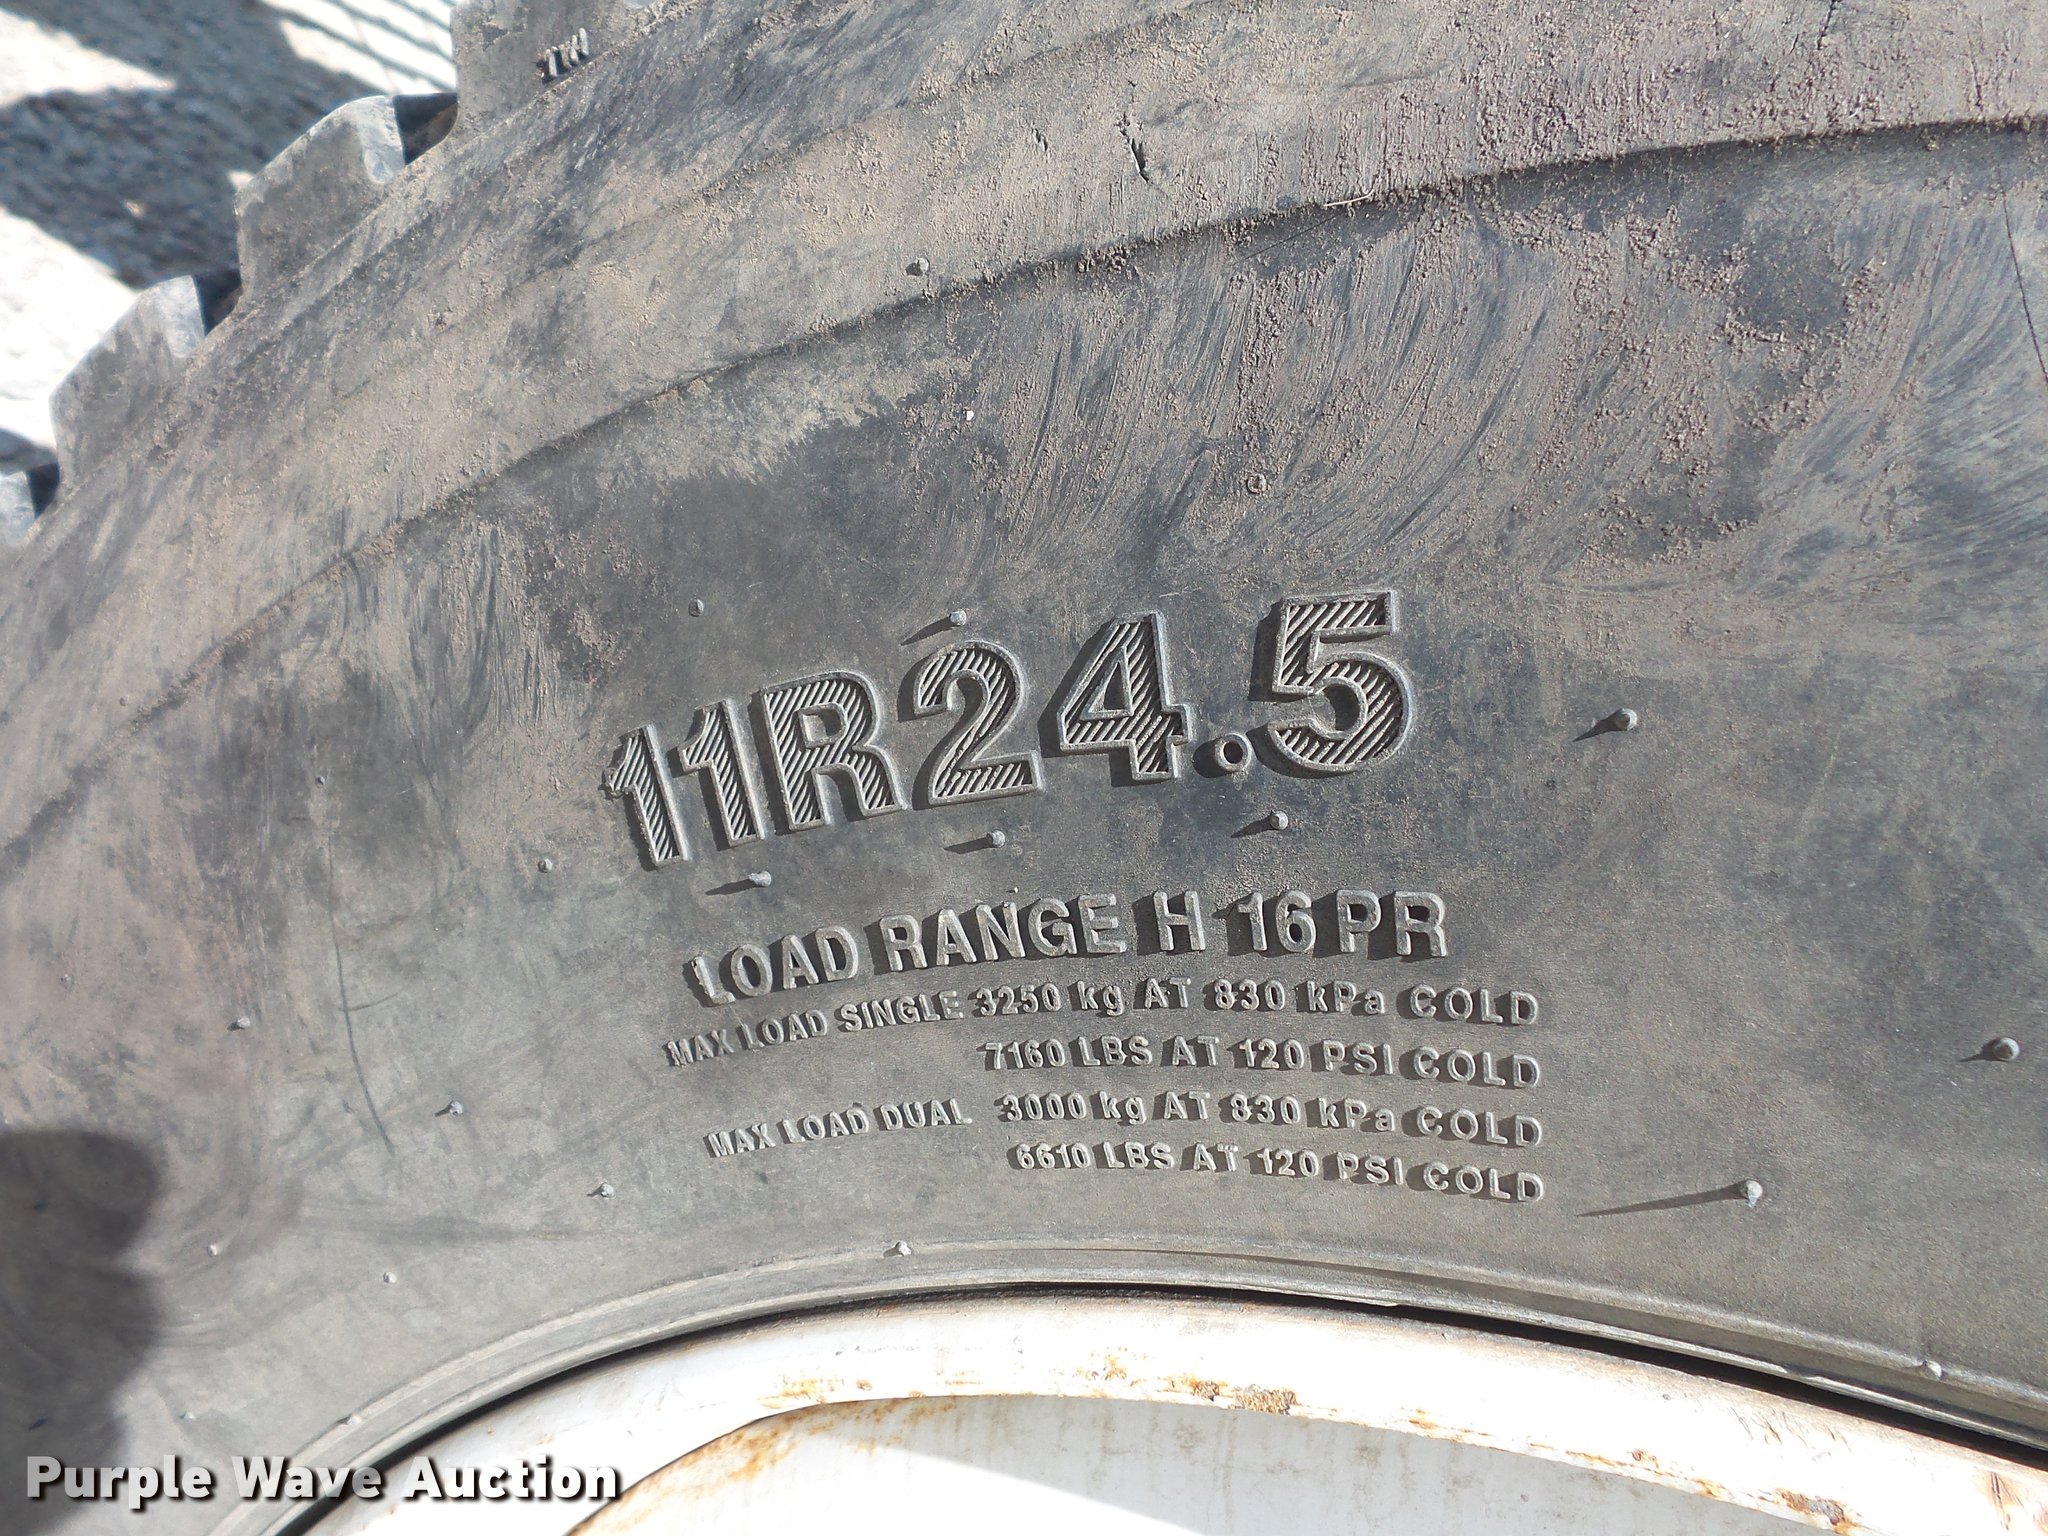 11R24.5
LOAD RANGE H 16 PR
MAX LOAD SINGLE 3250 kg AT 830 kPa COLD
7160 LBS AT 120 PSI COLD
MAX LOAD DUAL 3000 kg AT 830 kPa COLD
6610 LBS AT 120 PSI COLD
Purple Wave Auction